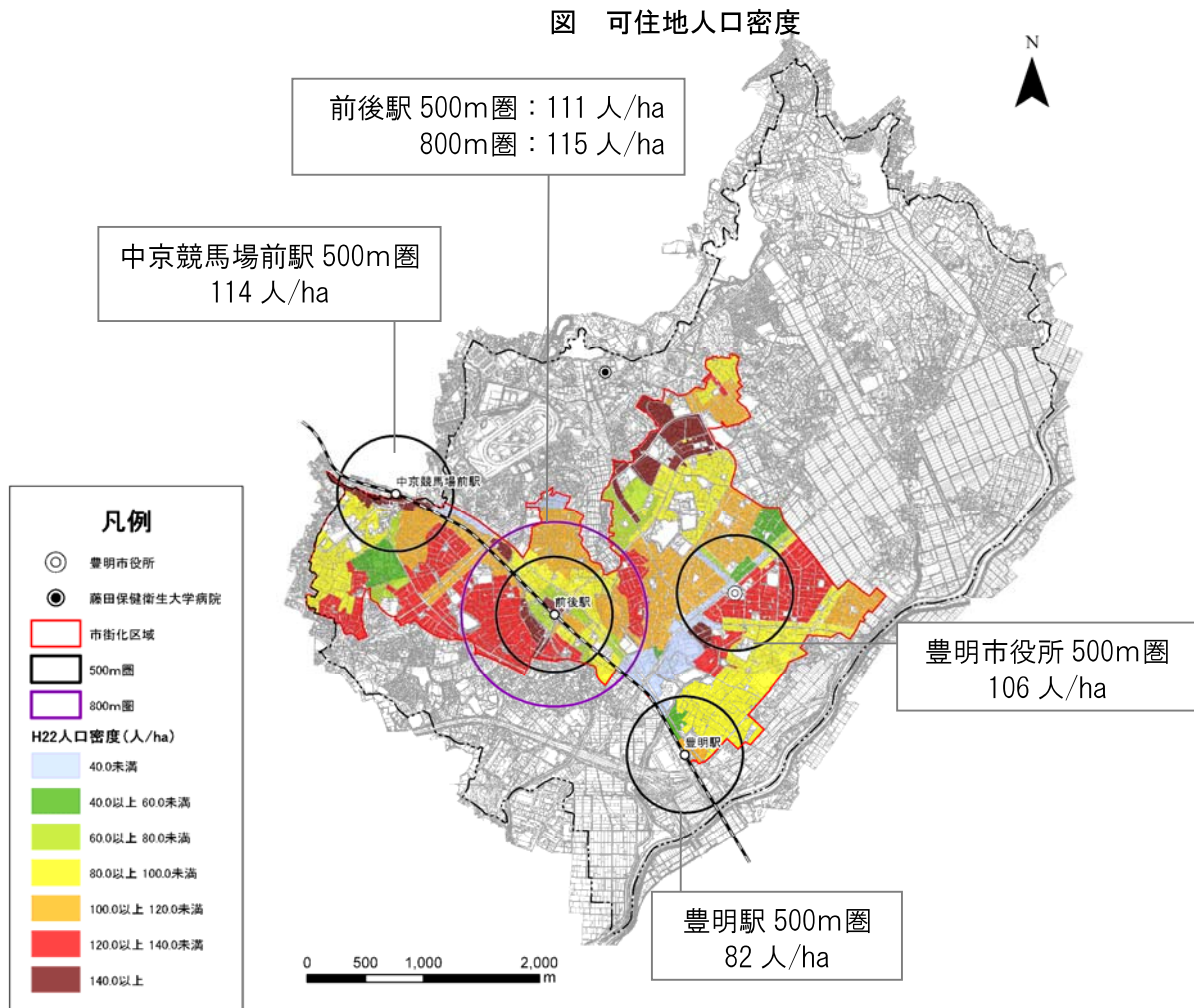 図　可住地人口密度
N
前後駅 500m圏：111 人/ha
800m圏：115 人/ha
中京競馬場前駅 500m圏
114 人/ha
中京競馬場前駅
前後駅
豊明駅
豊明市役所 500m圏
106 人/ha
豊明駅 500m圏
82 人/ha
凡例
豊明市役所
藤田保健衛生大学病院
市街化区域
500m圏
800m圏
H22人口密度(人/ha)
40.0未満
40.0以上 60.0未満
60.0以上 80.0未満
80.0以上 100.0未満
100.0以上 120.0未満
120.0以上 140.0未満
140.0以上
0 500 1,000 2,000
m